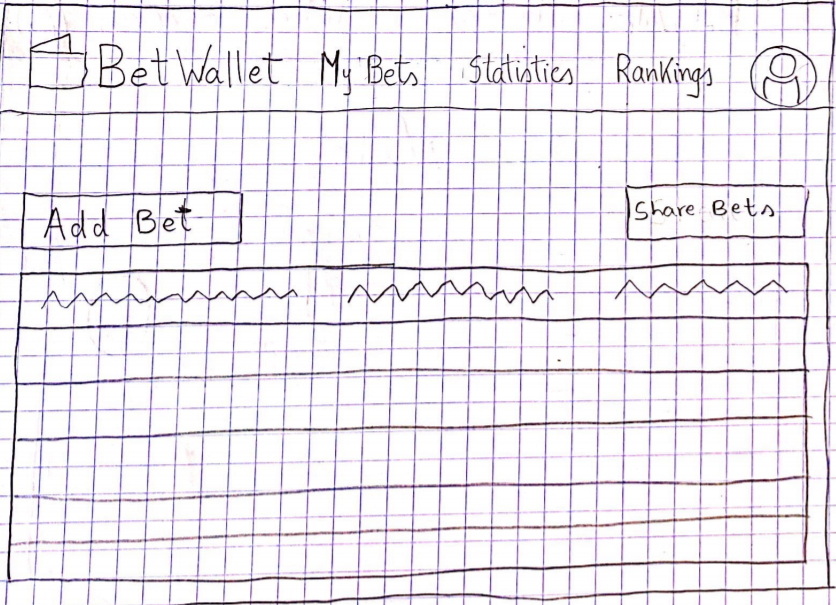 BetWallet My Bets Statistics Rankings
Add Bet Share Bets